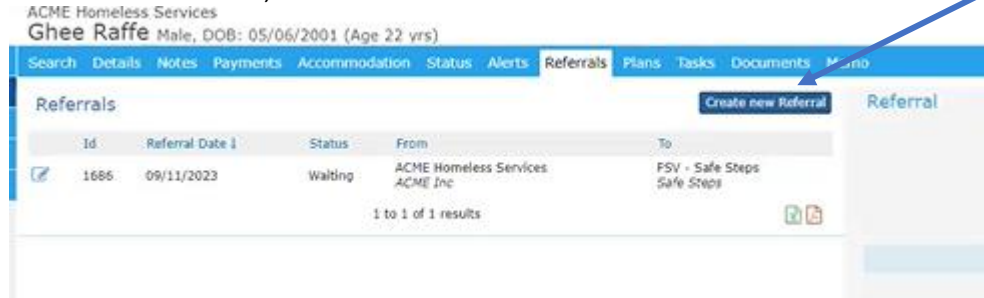 ACME Homeless Services
Ghee Raffe Male, DOB: 05/06/2001 (Age 22 yrs)
Search Details Notes Payments Accommodation Status Alerts Referrals Plans Tasks Documents
Referrals Create new Referral Referral
Id Referral Date ↓ Status From To
1686 09/11/2023 Waiting ACME Homeless Services FSV - Safe Steps
ACME Inc Safe Steps
1 to 1 of 1 results